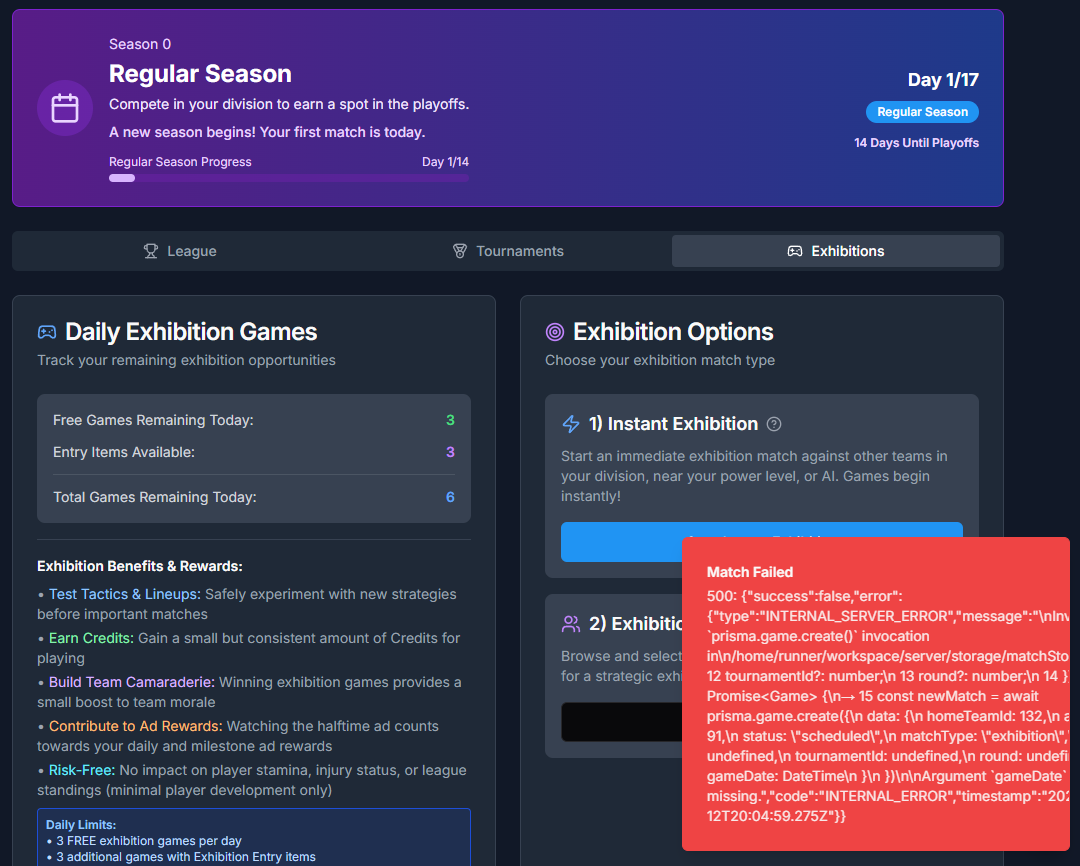 Season 0
Regular Season
Compete in your division to earn a spot in the playoffs.
A new season begins! Your first match is today.
Regular Season Progress
Day 1/14
Day 1/17
Regular Season
14 Days Until Playoffs
League
Tournaments
Exhibitions
Daily Exhibition Games
Track your remaining exhibition opportunities
Free Games Remaining Today:
3
Entry Items Available:
3
Total Games Remaining Today:
6
Exhibition Benefits & Rewards:
• Test Tactics & Lineups: Safely experiment with new strategies
before important matches
• Earn Credits: Gain a small but consistent amount of Credits for
playing
• Build Team Camaraderie: Winning exhibition games provides a
small boost to team morale
• Contribute to Ad Rewards: Watching the halftime ad counts
towards your daily and milestone ad rewards
• Risk-Free: No impact on player stamina, injury status, or league
standings (minimal player development only)
Daily Limits:
• 3 FREE exhibition games per day
• 3 additional games with Exhibition Entry items
Exhibition Options
Choose your exhibition match type
1) Instant Exhibition
Start an immediate exhibition match against other teams in
your division, near your power level, or AI. Games begin
instantly!
2) Exhibitio
Browse and select
for a strategic exhi
Match Failed
500: {"success":false,"error":
{"type":"INTERNAL_SERVER_ERROR","message":"\nInv
`prisma.game.create()` invocation
in\n/home/runner/workspace/server/storage/matchSto
12 tournamentId?: number;\n 13 round?: number;\n 14 }
Promise<Game> {\n→ 15 const newMatch = await
prisma.game.create({\n data: {\n homeTeamId: 132,\n a
91,\n status: \"scheduled\",\n matchType: \"exhibition\",
undefined,\n tournamentId: undefined,\n round: undefi
gameDate: DateTime\n }\n })\n\nArgument `gameDate`
missing.","code":"INTERNAL_ERROR","timestamp":"202
12T20:04:59.275Z"}}